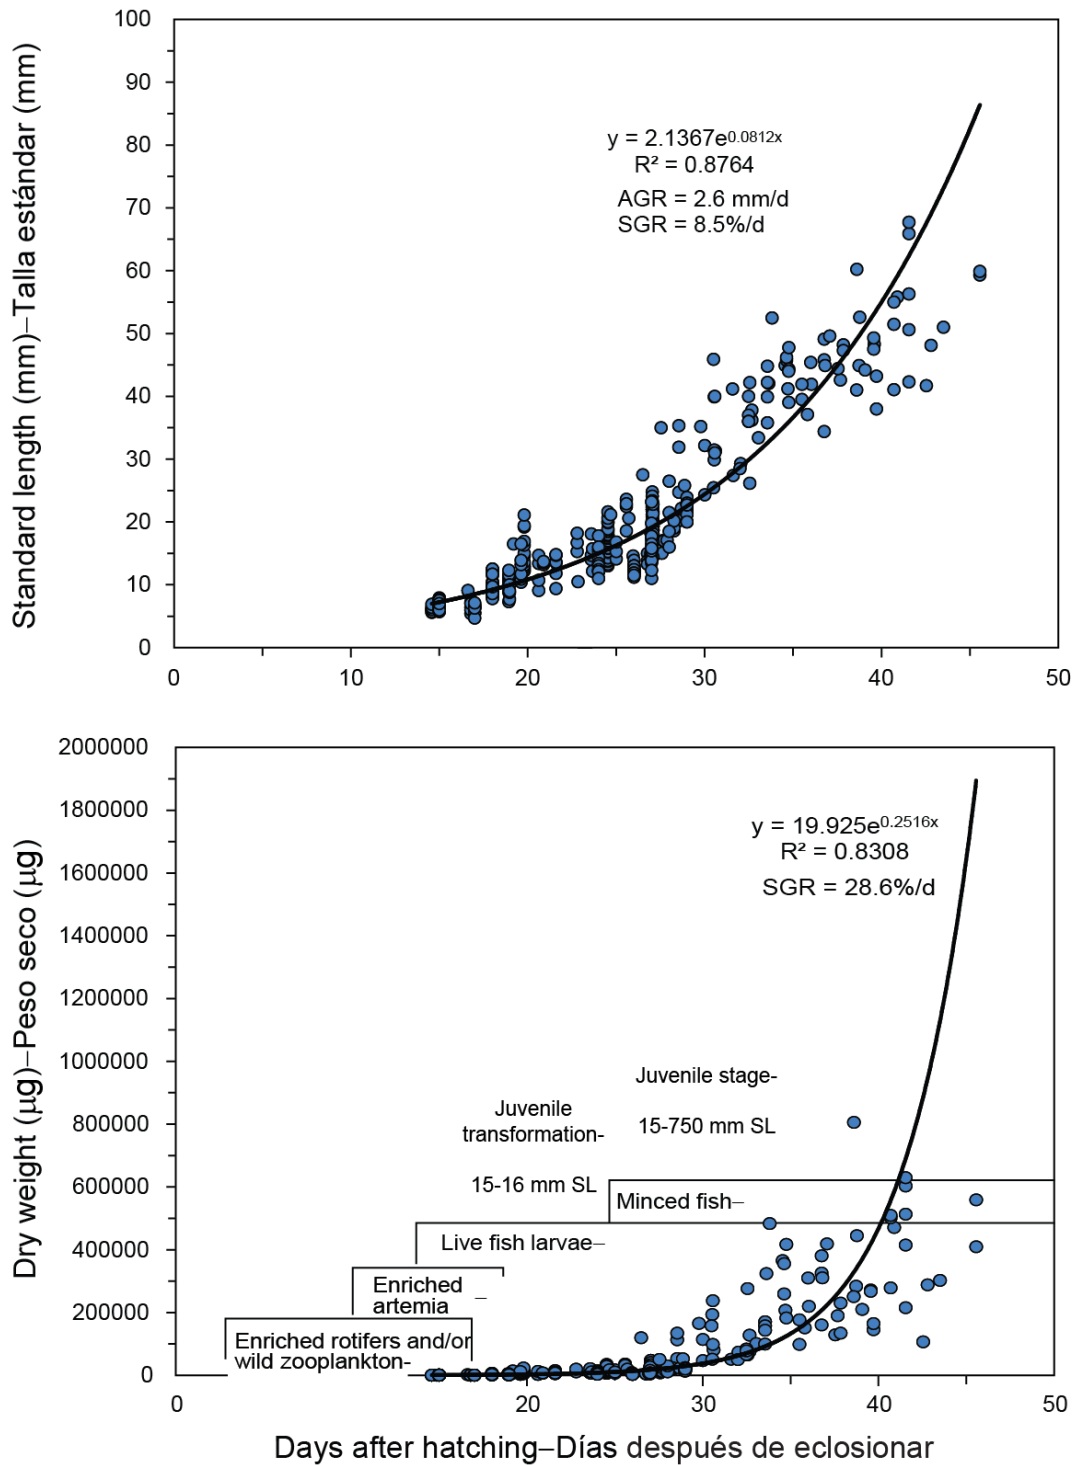 100
90
80
70
60
50
40
30
20
10
0
Standard length (mm)–Talla estándar (mm)
y = 2.1367e0.0812x
R² = 0.8764
AGR = 2.6 mm/d
SGR = 8.5%/d
0 10 20 30 40 50
2000000
1800000
1600000
1400000
1200000
1000000
800000
600000
400000
200000
0
Dry weight (µg)–Peso seco (µg)
y = 19.925e0.2516x
R² = 0.8308
SGR = 28.6%/d
Juvenile stage-
15-750 mm SL
Juvenile
transformation-
15-16 mm SL
Minced fish–
Live fish larvae–
Enriched
artemia –
Enriched rotifers and/or
wild zooplankton-
0 20 30 40 50
Days after hatching–Días después de eclosionar